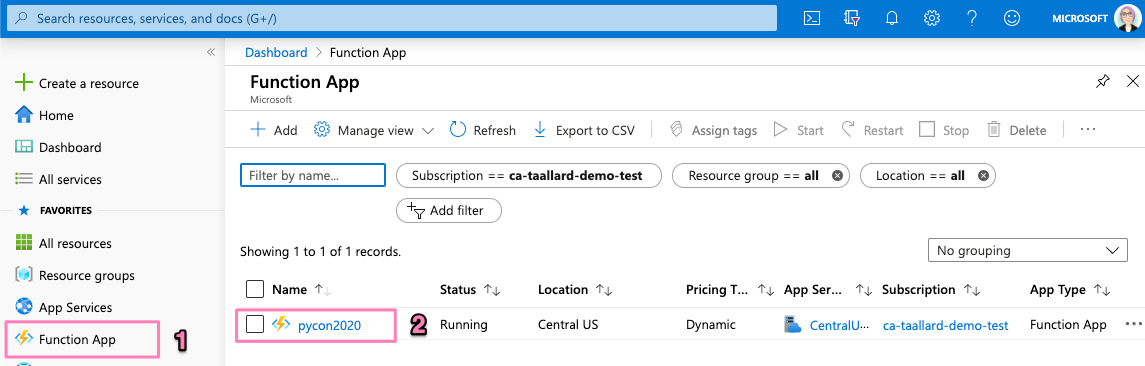 Search resources, services, and docs (G+/)
MICROSOFT
«
Create a resource
Home
Dashboard
All services
FAVORITES
All resources
Resource groups
App Services
Function App
1
Dashboard > Function App
Function App
Microsoft
Add Manage view Refresh Export to CSV Assign tags Start Restart Stop Delete ...
Filter by name... Subscription == ca-taallard-demo-test Resource group == all Location == all
Add filter
Showing 1 to 1 of 1 records.
No grouping
Name Status Location Pricing T... App Ser... Subscription App Type
pycon2020 2 Running Central US Dynamic CentralU... ca-taallard-demo-test Function App ...